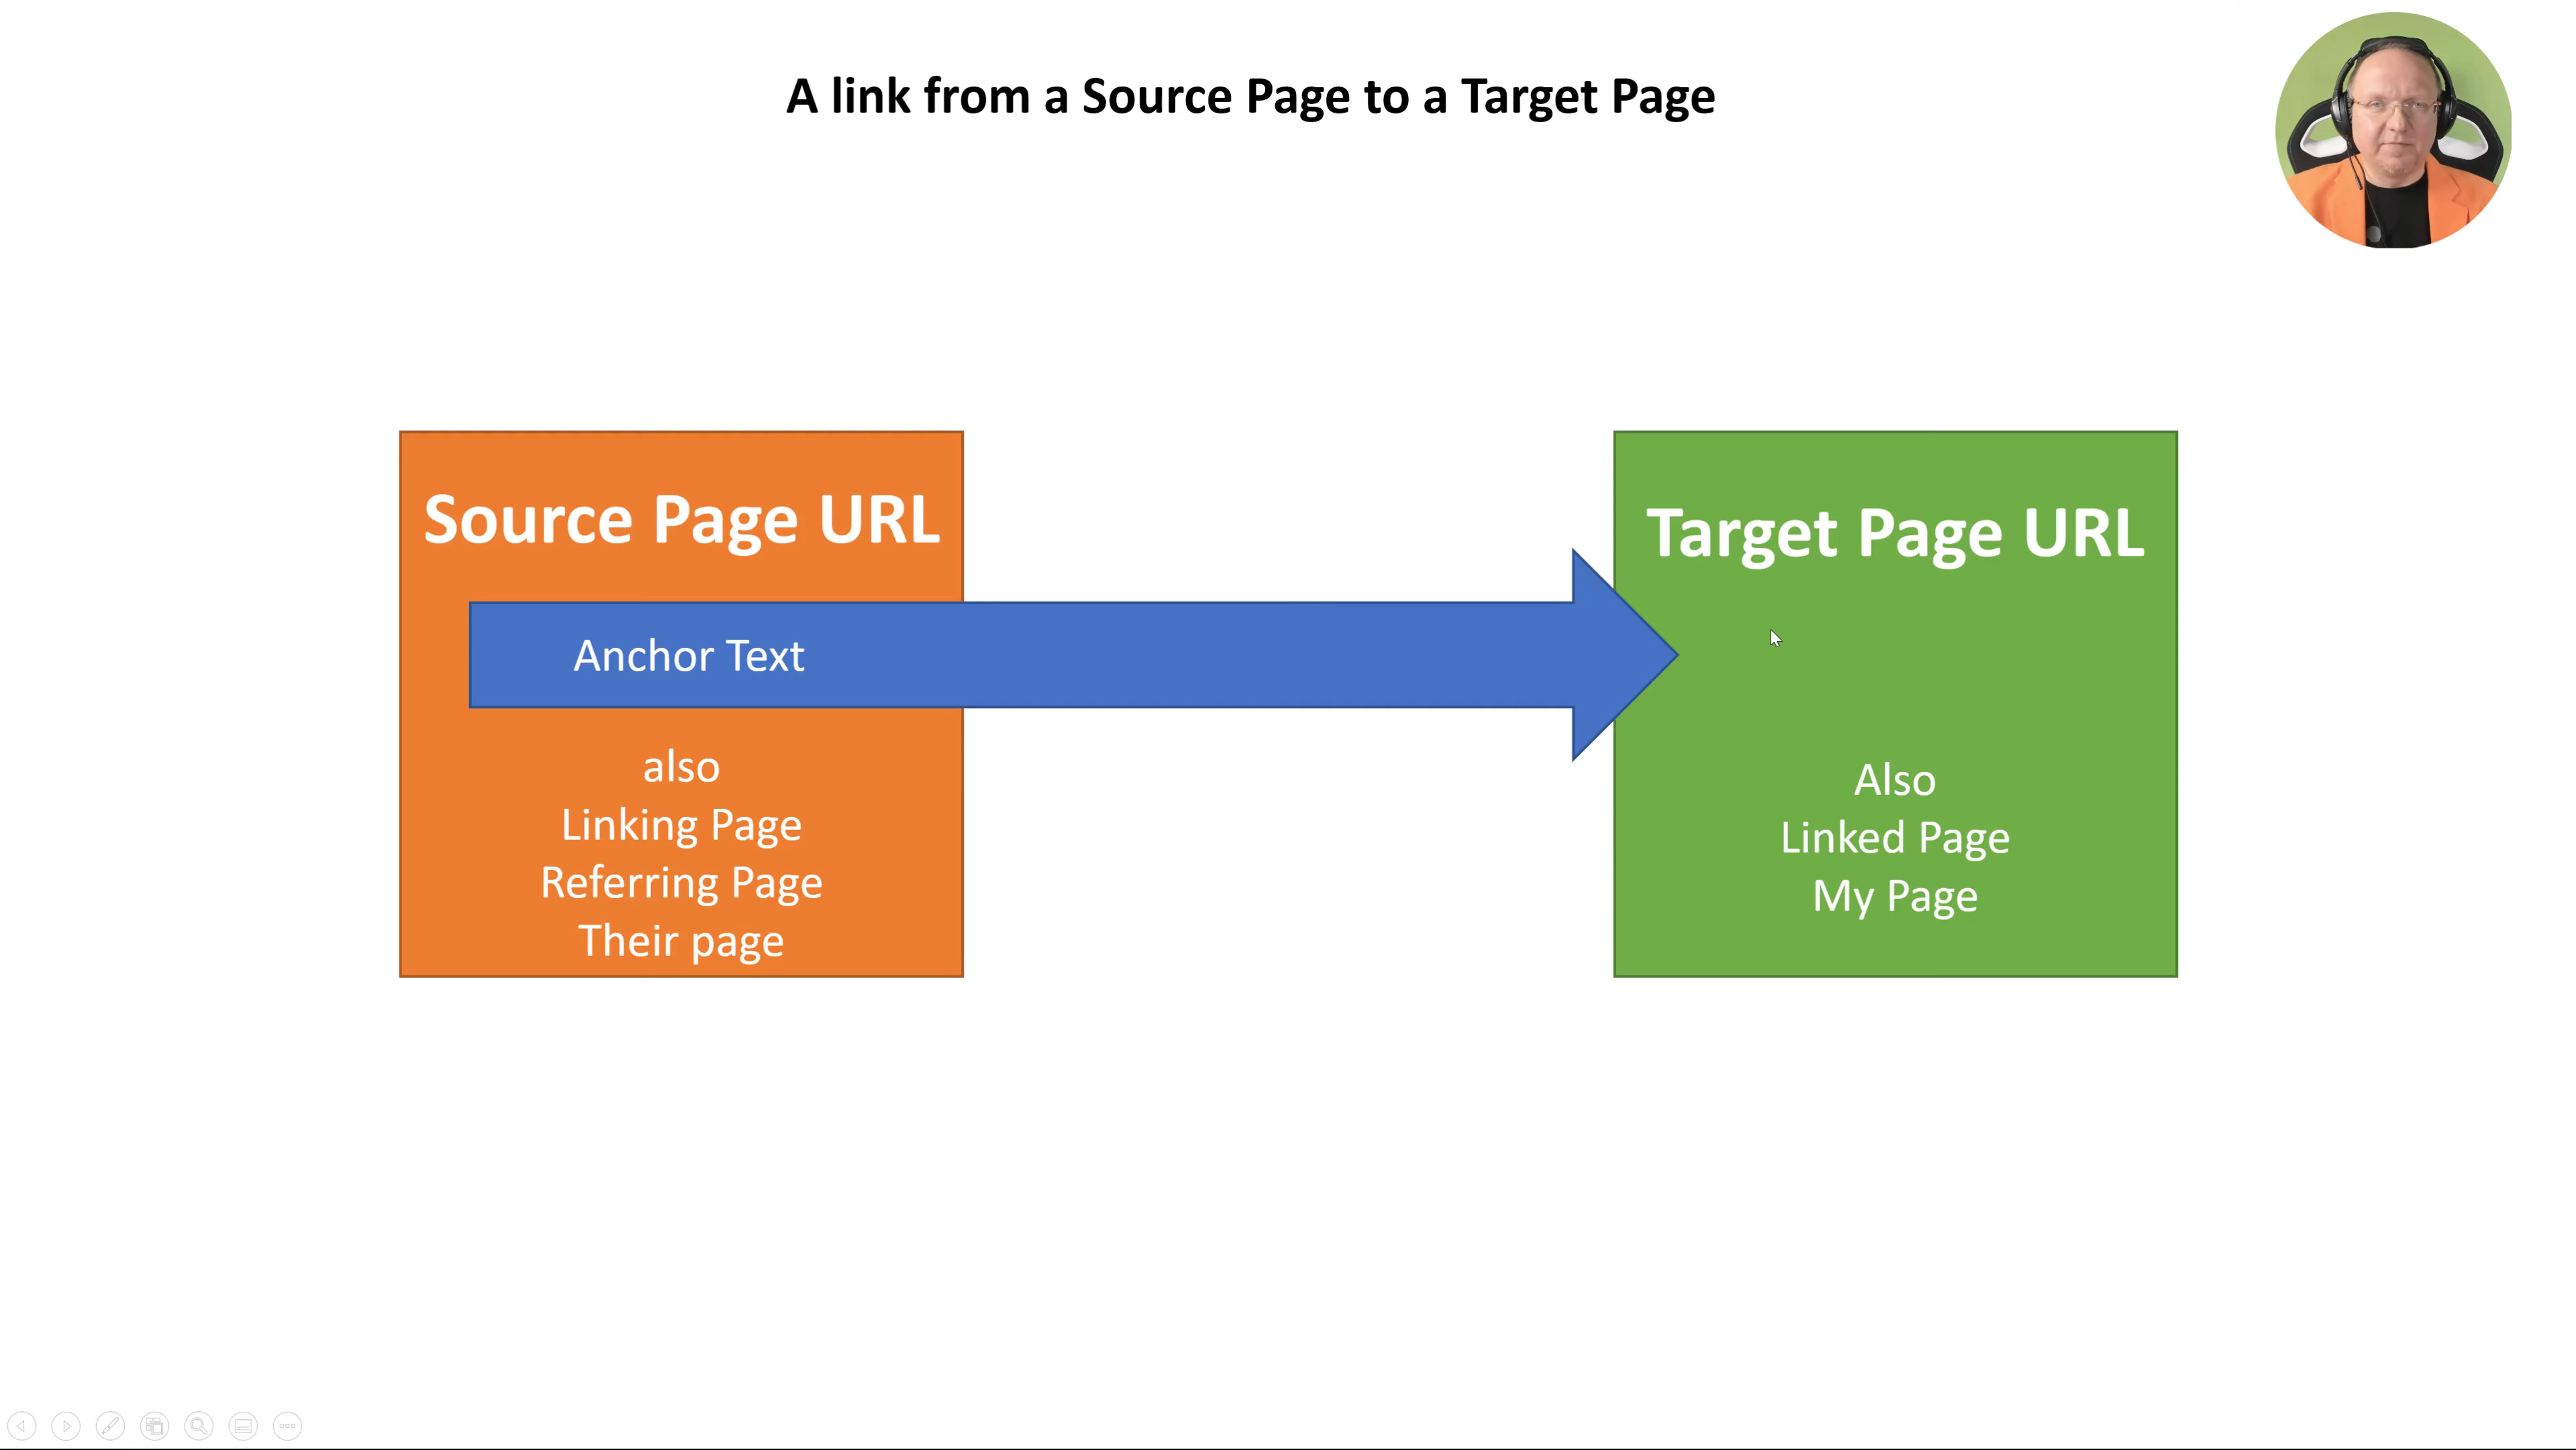 A link from a Source Page to a Target Page
Source Page URL
Anchor Text
also
Linking Page
Referring Page
Their page
Target Page URL
Also
Linked Page
My Page